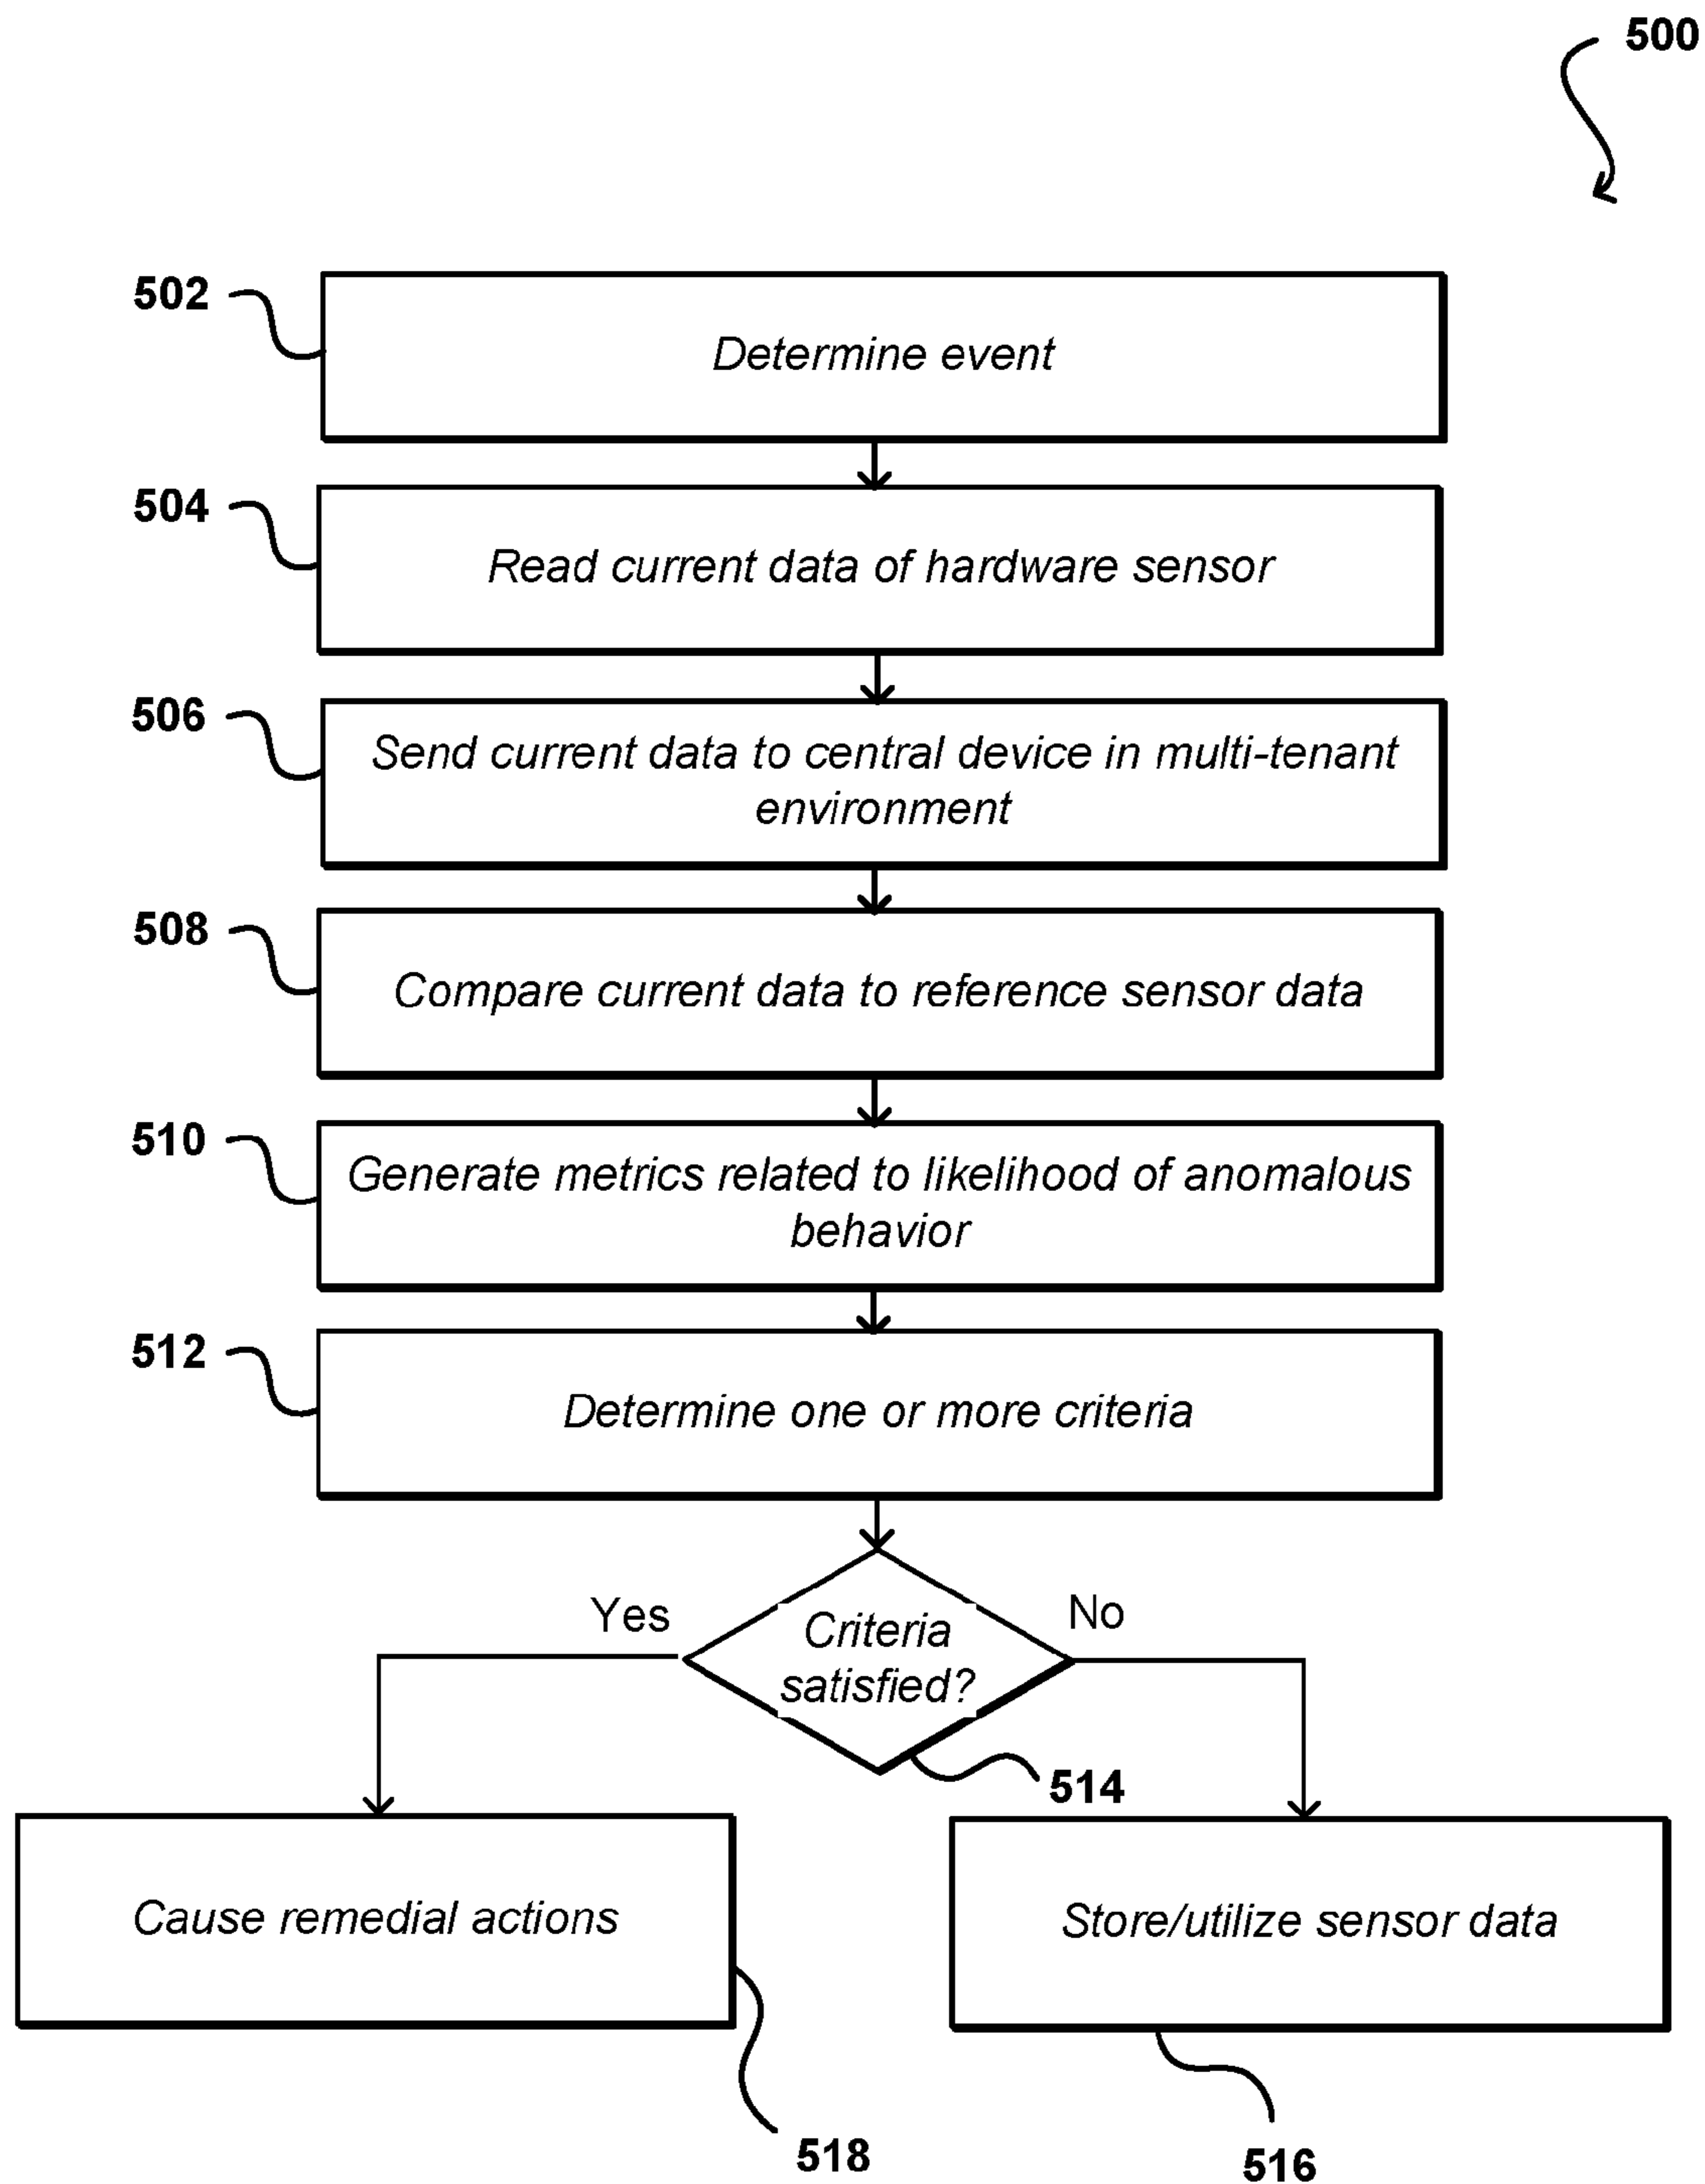 500
502
Determine event
504
Read current data of hardware sensor
506
Send current data to central device in multi-tenant
environment
508
Compare current data to reference sensor data
510
Generate metrics related to likelihood of anomalous
behavior
512
Determine one or more criteria
Yes
No
Criteria
satisfied?
514
Cause remedial actions
Store/utilize sensor data
518
516